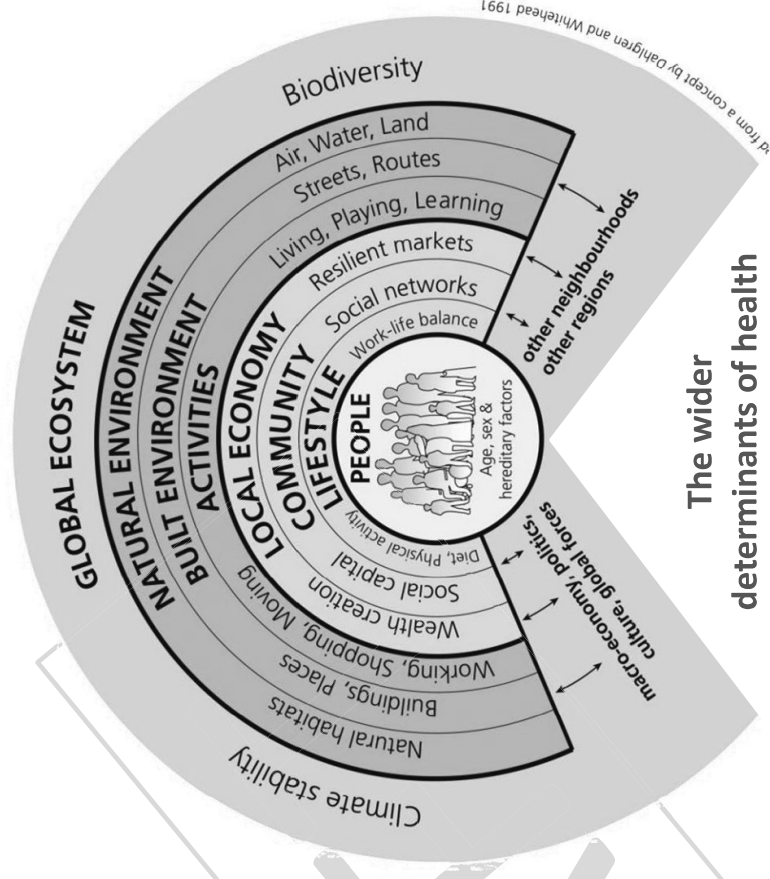 GLOBAL ECOSYSTEM
Climate stability
Biodiversity
NATURAL ENVIRONMENT
Natural habitats
Air, Water, Land
BUILT ENVIRONMENT
Buildings, Places
Streets, Routes
ACTIVITIES
Working, Shopping, Moving
Living, Playing, Learning
LOCAL ECONOMY
Wealth creation
Resilient markets
COMMUNITY
Social capital
Social networks
LIFESTYLE
Diet, Physical activity
Work-life balance
PEOPLE
Age, sex &
hereditary factors
macro-economy, politics,
culture, global forces
other neighbourhoods
other regions
from a concept by Dahlgren and Whitehead 1991
The wider
determinants of health